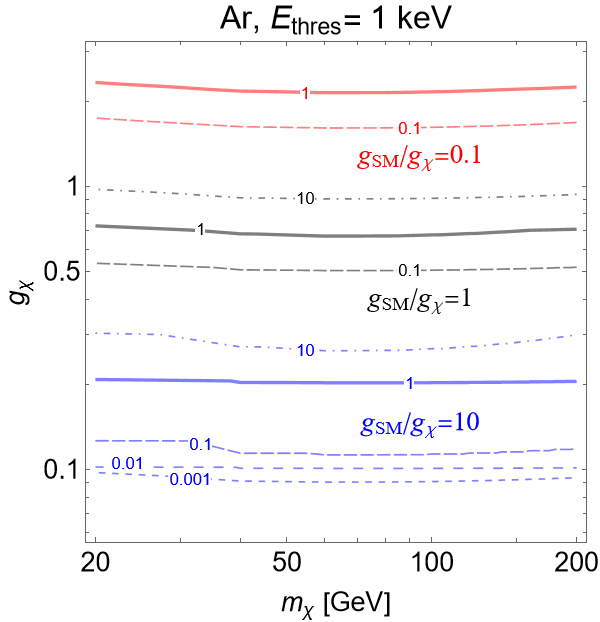 Ar, E_thres = 1 keV
1
0.1
g_SM/g_χ=0.1
1
10
1
0.1
0.5
g_χ
g_SM/g_χ=1
10
1
g_SM/g_χ=10
0.1
0.01
0.1
0.001
20
50
100
200
m_χ [GeV]